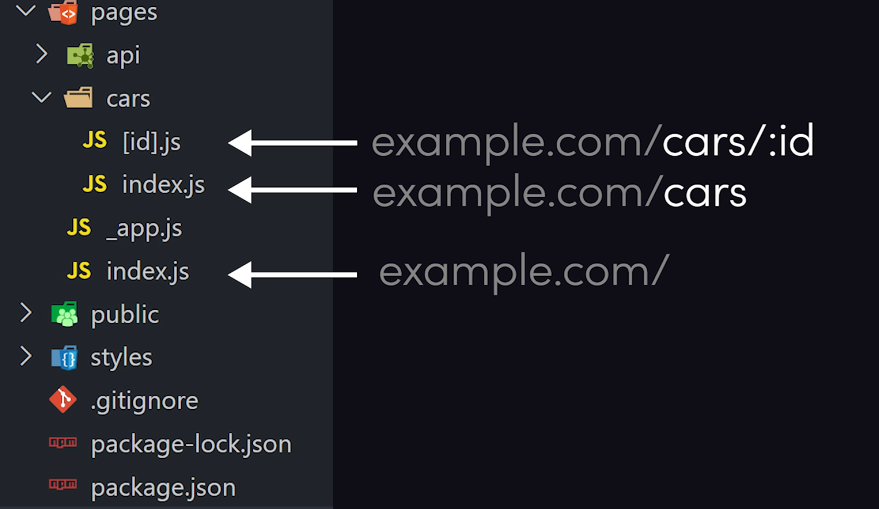 pages
api
cars
JS [id].js example.com/cars/:id
JS index.js example.com/cars
JS _app.js
JS index.js example.com/
public
styles
.gitignore
package-lock.json
package.json